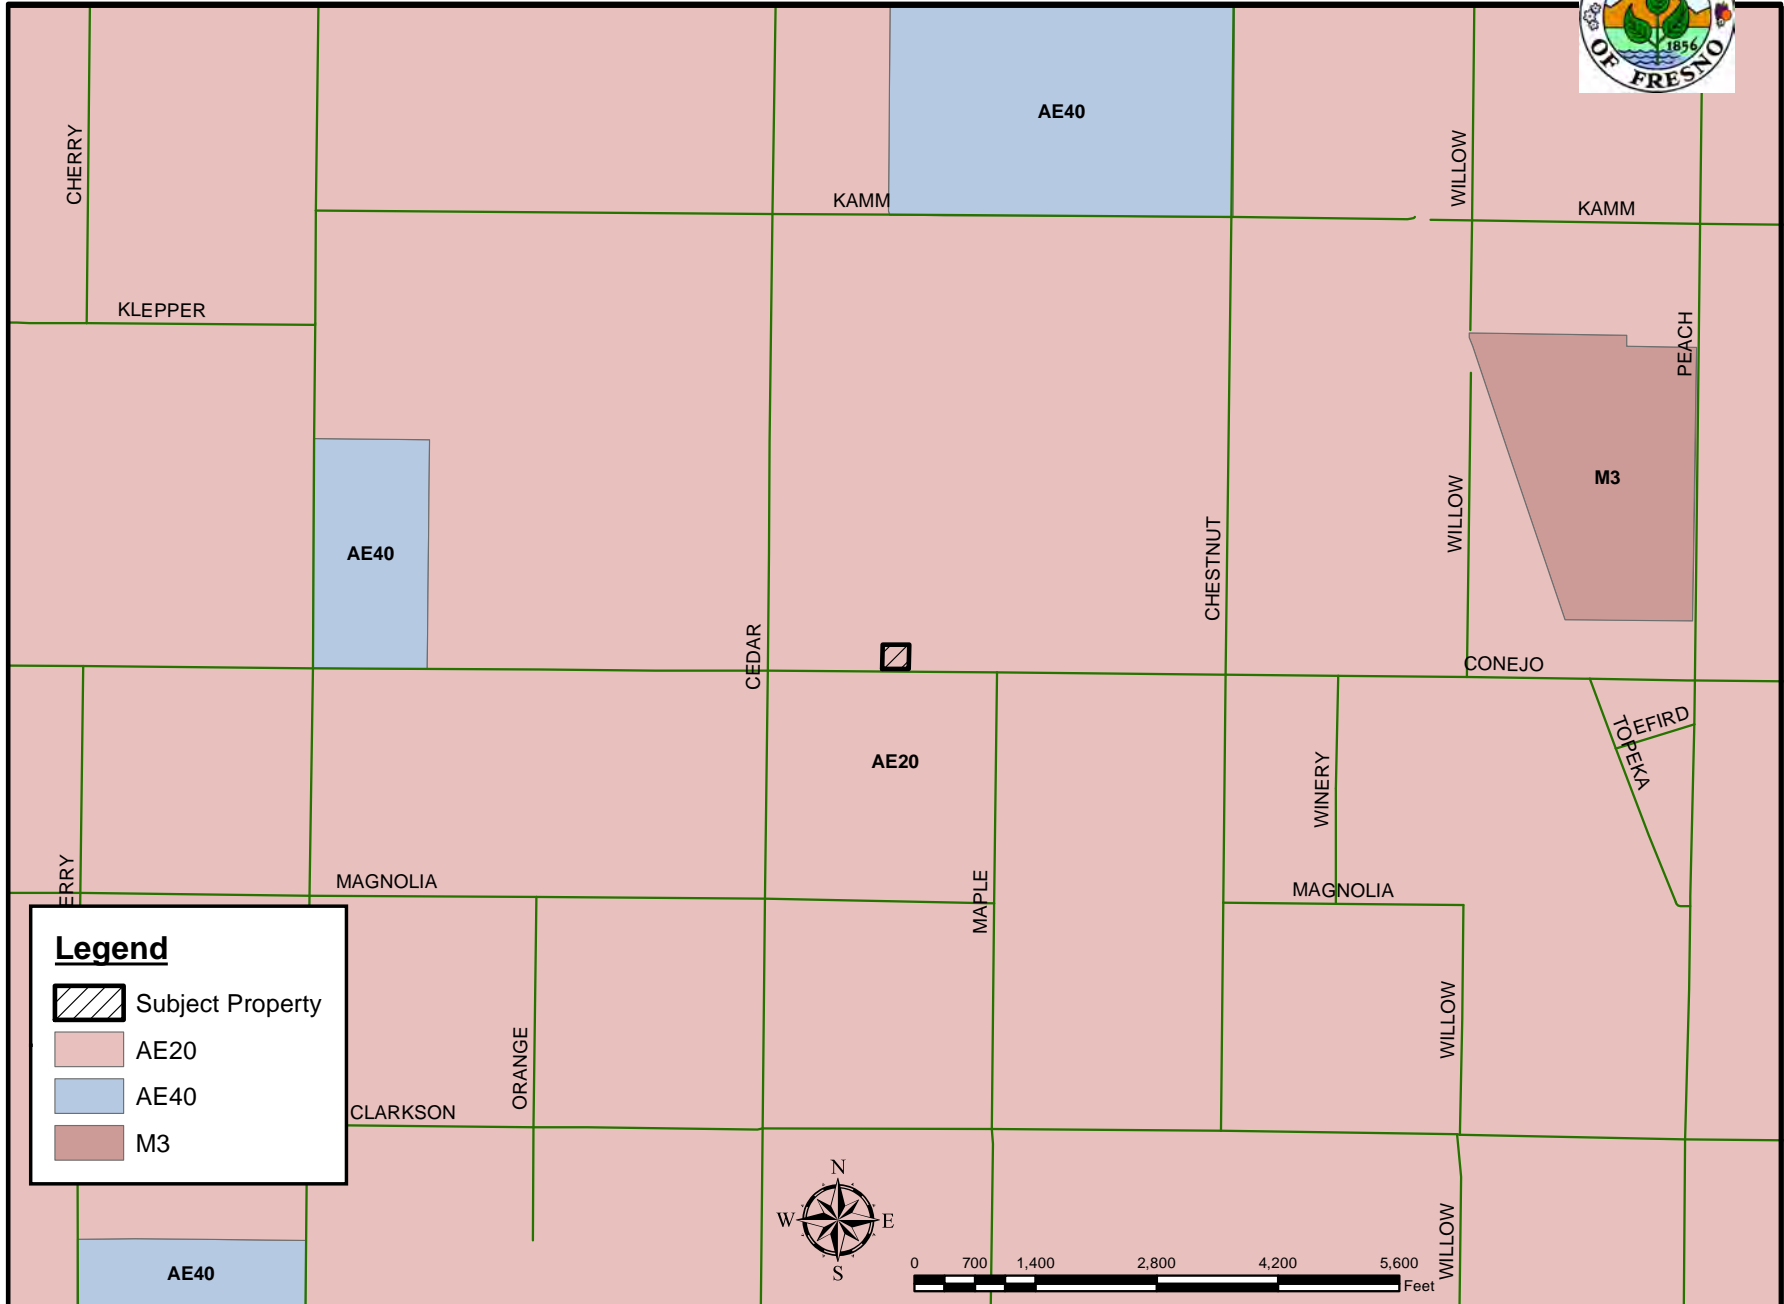 1856
OF FRESNO
AE40
CHERRY
WILLOW
KAMM
KAMM
KLEPPER
PEACH
M3
WILLOW
CHESTNUT
AE40
CEDAR
CONEJO
EFIRD
TOPEKA
AE20
WINERY
ERRY
MAGNOLIA
MAPLE
MAGNOLIA
Legend
Subject Property
AE20
AE40
M3
ORANGE
WILLOW
CLARKSON
N
W E
S
WILLOW
AE40
0 700 1,400 2,800 4,200 5,600
Feet